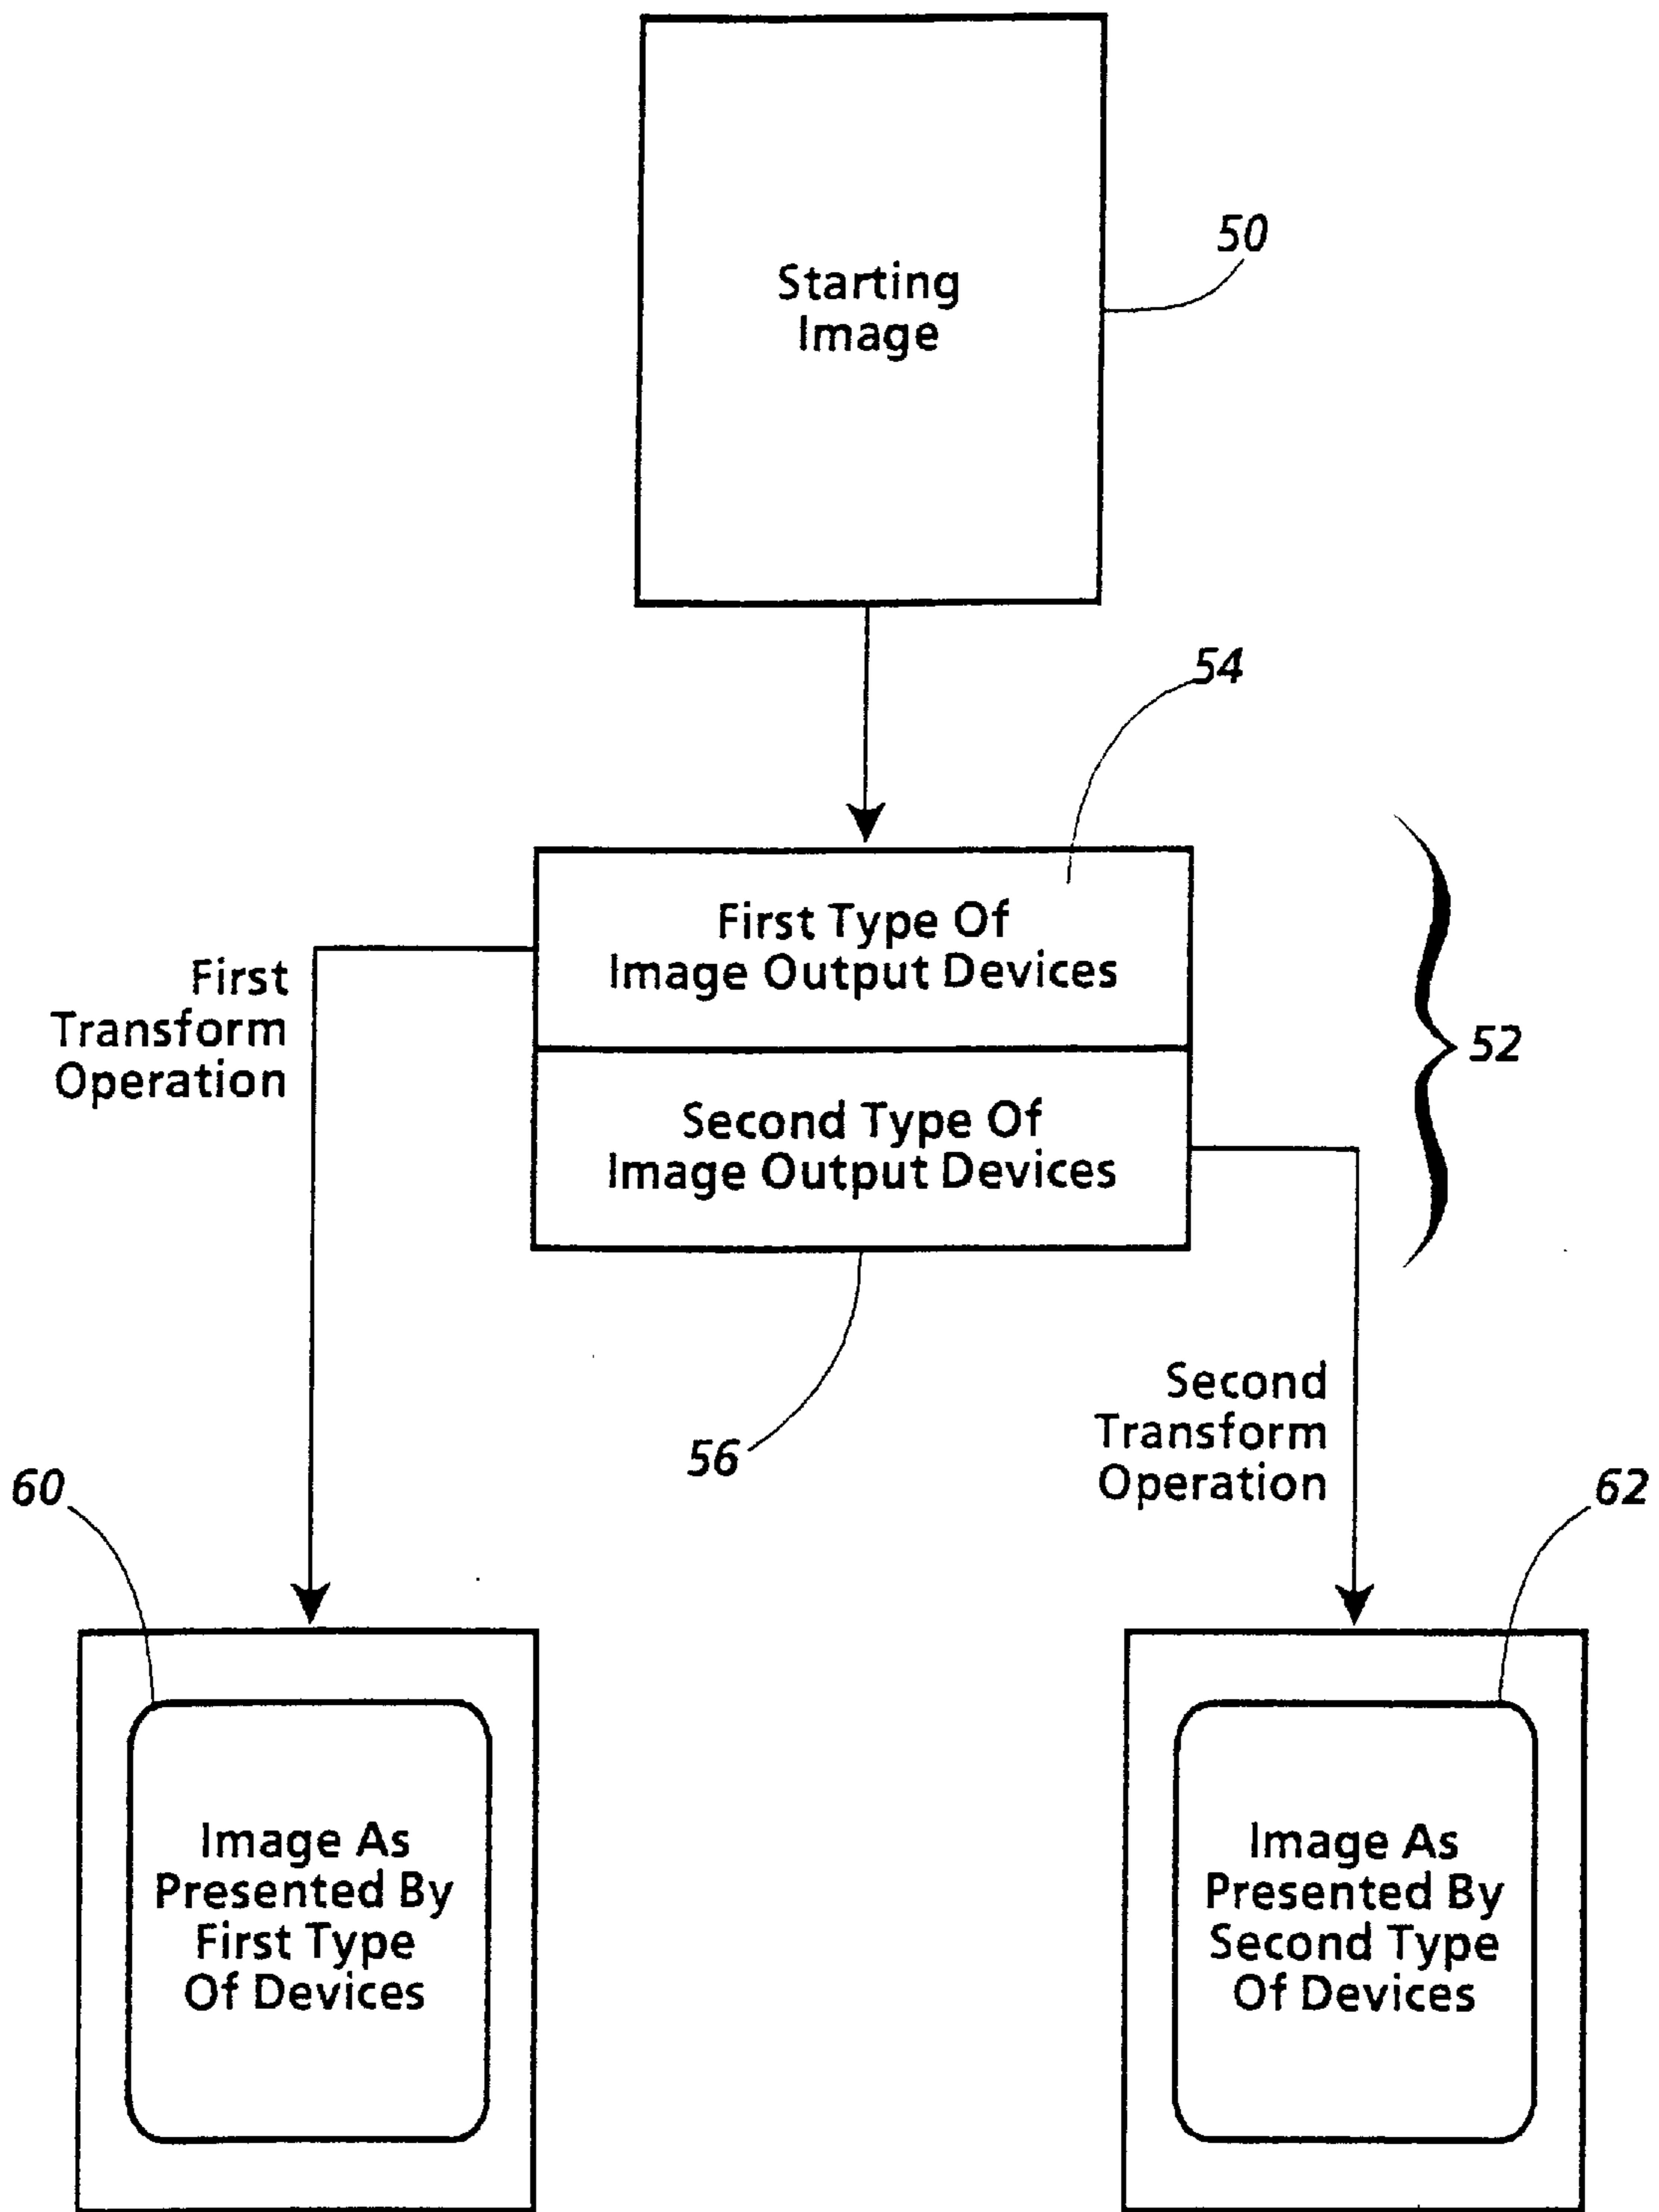 50
Starting
Image
54
First Type Of
Image Output Devices
First
Transform
Operation
52
Second Type Of
Image Output Devices
56
Second
Transform
Operation
60
62
Image As
Presented By
First Type
Of Devices
Image As
Presented By
Second Type
Of Devices